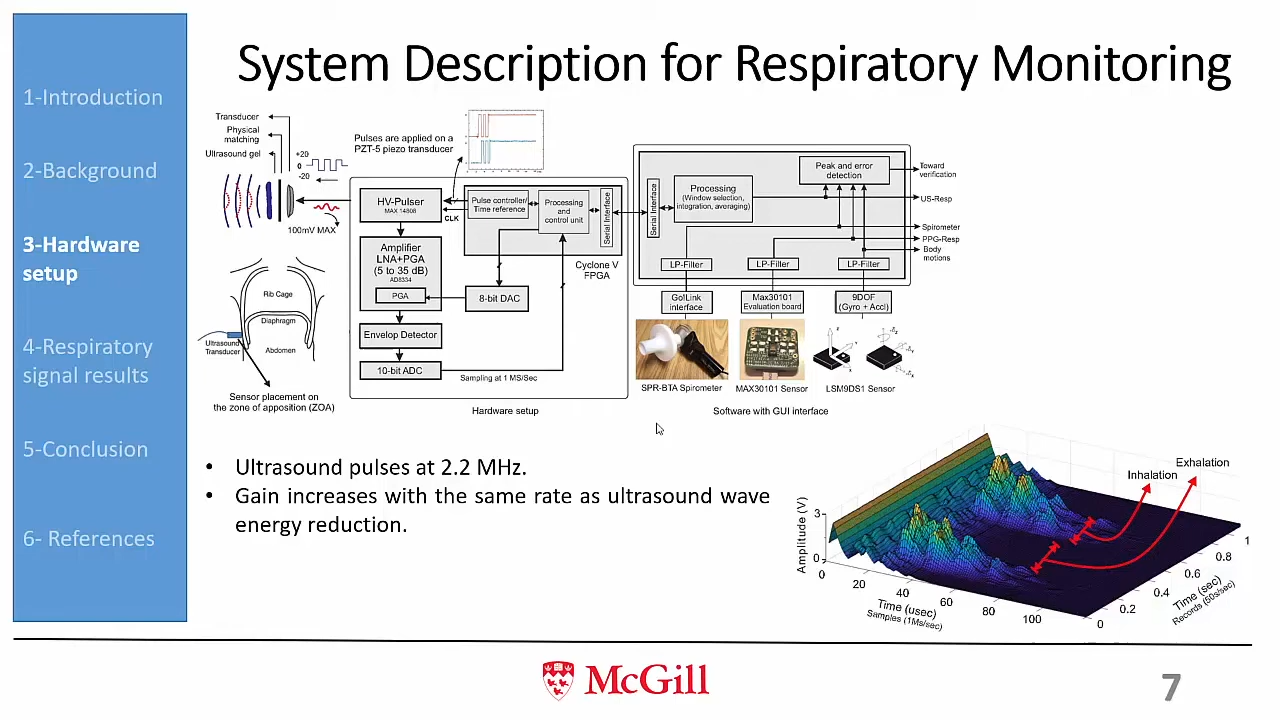 System Description for Respiratory Monitoring
1-Introduction
2-Background
3-Hardware
setup
4-Respiratory
signal results
5-Conclusion
6- References
Transducer
Physical
matching
Ultrasound gel
+20
0
-20
100mV MAX
Pulses are applied on a
PZT-5 piezo transducer
HV-Pulser
MAX 14808
CLK
Pulse controller/
Time reference
Processing
and
control unit
Serial Interface
Cyclone V
FPGA
Amplifier
LNA+PGA
(5 to 35 dB)
AD8334
PGA
8-bit DAC
Envelop Detector
10-bit ADC
Sampling at 1 MS/Sec
Hardware setup
Rib Cage
Diaphragm
Abdomen
Ultrasound
Transducer
Sensor placement on
the zone of apposition (ZOA)
Serial Interface
Processing
(Window selection,
integration, averaging)
Peak and error
detection
Toward
verification
US-Resp
Spirometer
PPG-Resp
Body
motions
LP-Filter
LP-Filter
LP-Filter
Go!Link
interface
Max30101
Evaluation board
9DOF
(Gyro + Accl)
SPR-BTA Spirometer
MAX30101 Sensor
LSM9DS1 Sensor
Software with GUI interface
• Ultrasound pulses at 2.2 MHz.
• Gain increases with the same rate as ultrasound wave
energy reduction.
Inhalation
Exhalation
Amplitude (V)
3
0
0
20
40
60
80
100
Time (usec)
Samples (1Ms/sec)
0
0.2
0.4
0.6
0.8
1
Time (sec)
Records (50s/sec)
McGill
7